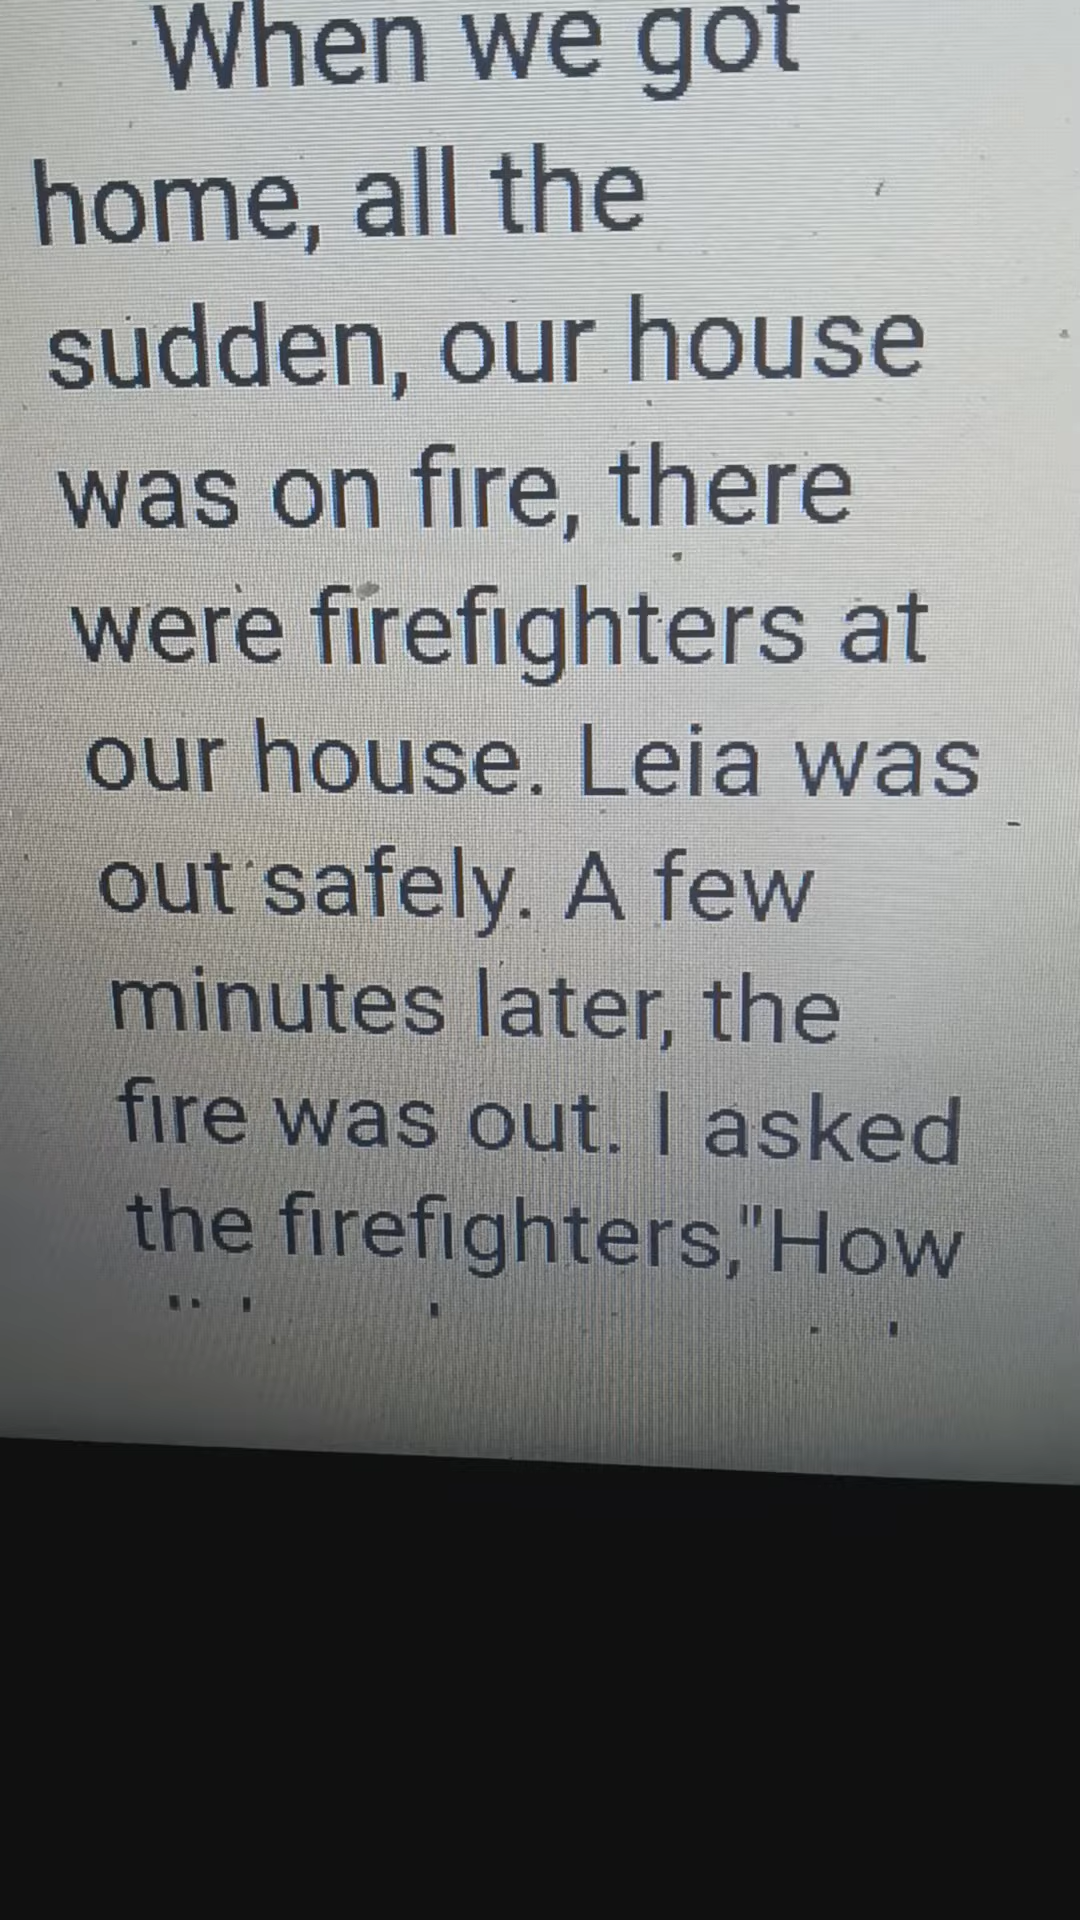 When we got
home, all the
sudden, our house
was on fire, there
were firefighters at
our house. Leia was
out safely. A few
minutes later, the
fire was out. I asked
the firefighters,"How